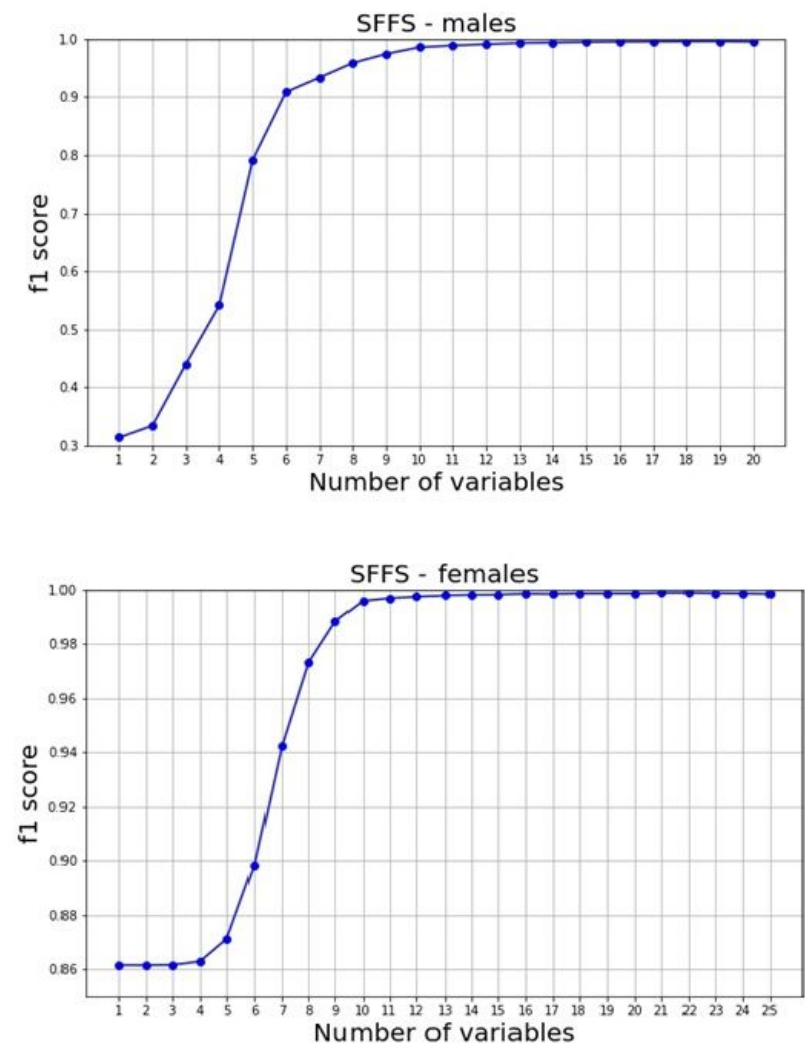 SFFS - males
1.0
0.9
0.8
0.7
0.6
0.5
0.4
0.3
f1 score
1 2 3 4 5 6 7 8 9 10 11 12 13 14 15 16 17 18 19 20
Number of variables
SFFS - females
1.00
0.98
0.96
0.94
0.92
0.90
0.88
0.86
f1 score
1 2 3 4 5 6 7 8 9 10 11 12 13 14 15 16 17 18 19 20 21 22 23 24 25
Number of variables